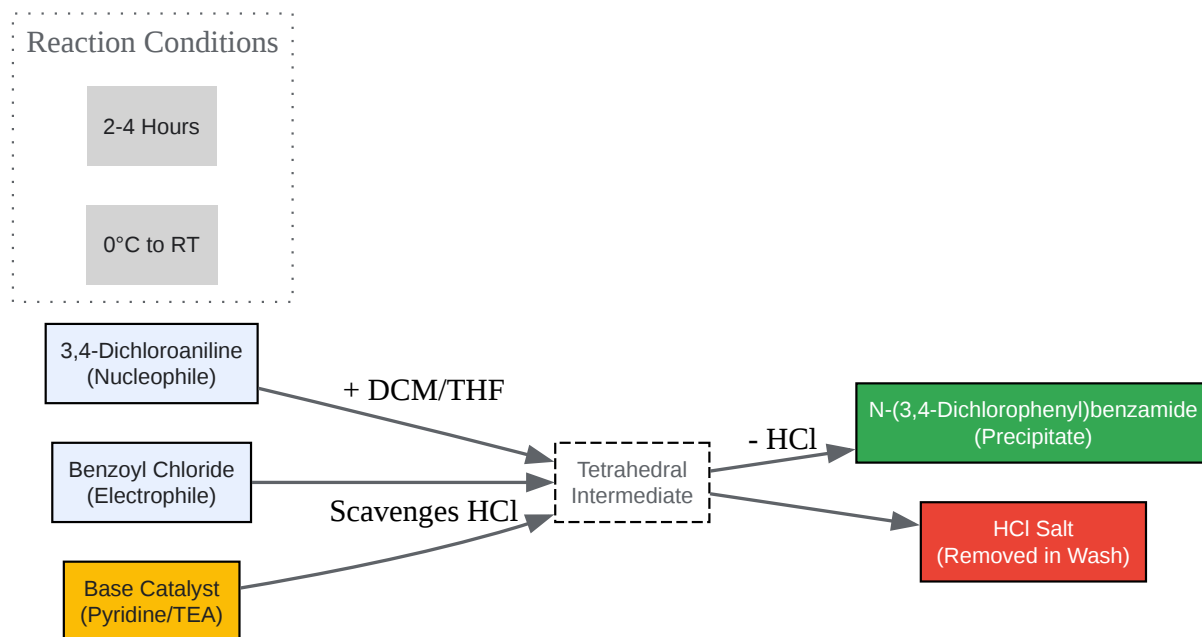 Reaction Conditions
2-4 Hours
0°C to RT
3,4-Dichloroaniline
(Nucleophile)
+ DCM/THF
Benzoyl Chloride
(Electrophile)
Scavenges HCl
Base Catalyst
(Pyridine/TEA)
Tetrahedral
Intermediate
- HCl
N-(3,4-Dichlorophenyl)benzamide
(Precipitate)
HCl Salt
(Removed in Wash)